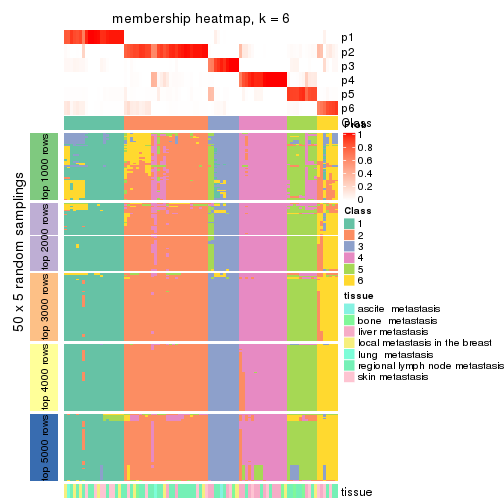 membership heatmap, k = 6
p1
p2
p3
p4
p5
p6
Class
Prob
1
0.8
0.6
0.4
0.2
0
Class
1
2
3
4
5
6
tissue
ascite metastasis
bone metastasis
liver metastasis
local metastasis in the breast
lung metastasis
regional lymph node metastasis
skin metastasis
50 x 5 random samplings
top 1000 rows
top 2000 rows
top 3000 rows
top 4000 rows
top 5000 rows
tissue